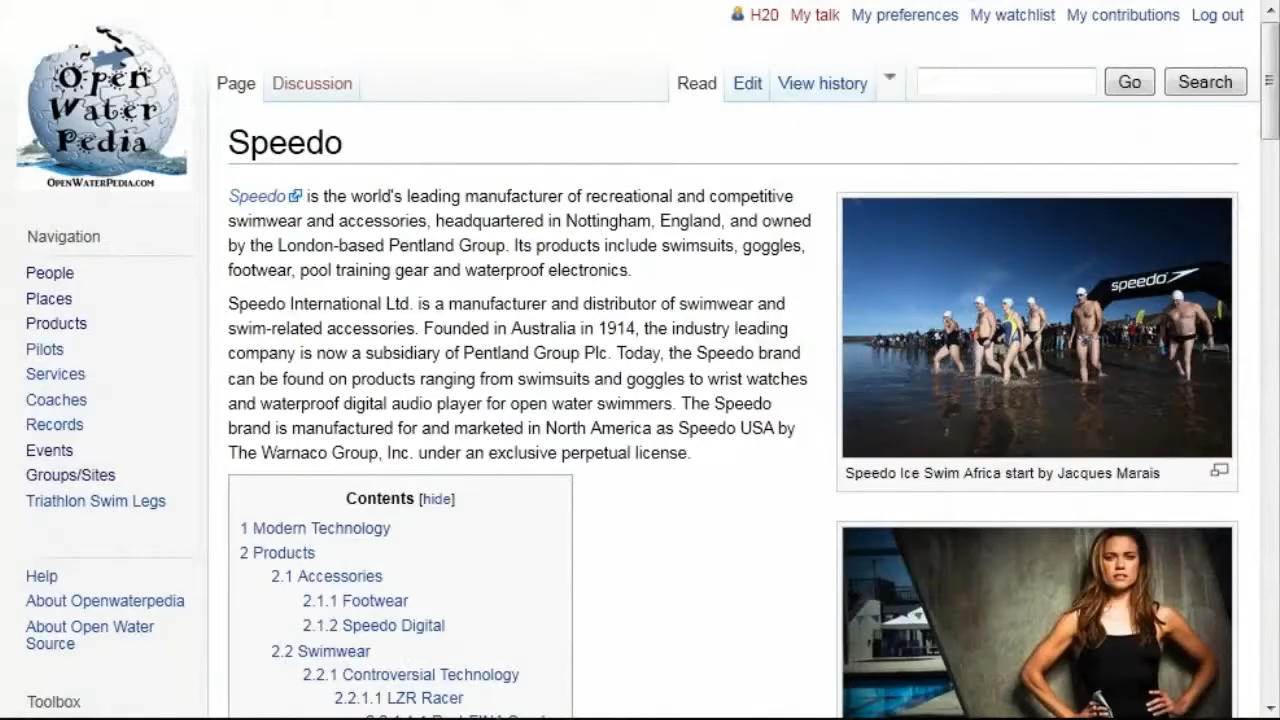 H20 My talk My preferences My watchlist My contributions Log out
Open
Water
Pedia
OPENWATERPEDIA.COM
Page Discussion Read Edit View history Go Search
Speedo
Navigation
People
Places
Products
Pilots
Services
Coaches
Records
Events
Groups/Sites
Triathlon Swim Legs
Help
About Openwaterpedia
About Open Water
Source
Toolbox
Speedo is the world's leading manufacturer of recreational and competitive
swimwear and accessories, headquartered in Nottingham, England, and owned
by the London-based Pentland Group. Its products include swimsuits, goggles,
footwear, pool training gear and waterproof electronics.
Speedo International Ltd. is a manufacturer and distributor of swimwear and
swim-related accessories. Founded in Australia in 1914, the industry leading
company is now a subsidiary of Pentland Group Plc. Today, the Speedo brand
can be found on products ranging from swimsuits and goggles to wrist watches
and waterproof digital audio player for open water swimmers. The Speedo
brand is manufactured for and marketed in North America as Speedo USA by
The Warnaco Group, Inc. under an exclusive perpetual license.
Contents [hide]
1 Modern Technology
2 Products
2.1 Accessories
2.1.1 Footwear
2.1.2 Speedo Digital
2.2 Swimwear
2.2.1 Controversial Technology
2.2.1.1 LZR Racer
speedo
Speedo Ice Swim Africa start by Jacques Marais